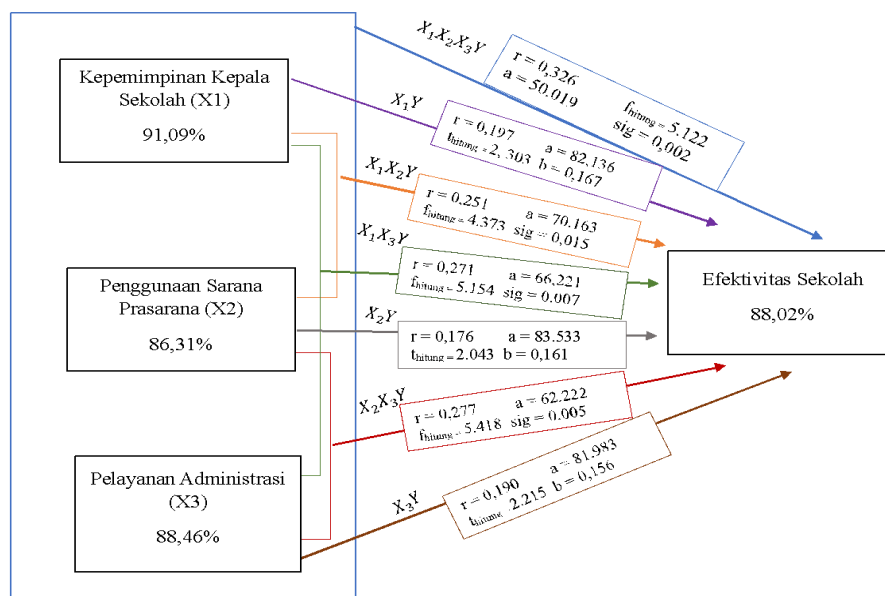 Kepemimpinan Kepala
Sekolah (X1)
91,09%
Penggunaan Sarana
Prasarana (X2)
86,31%
Pelayanan Administrasi
(X3)
88,46%
X₁X₂X₃Y
r = 0,326
a = 50.019
fhitung = 5.122
sig = 0,002
X₁Y
r = 0,197 a = 82,136
thitung =2, 303 b = 0,167
X₁X₂Y
r = 0,251 a = 70.163
fhitung = 4.373 sig = 0,015
X₁X₃Y
r = 0,271 a = 66,221
fhitung = 5.154 sig = 0.007
X₂Y
r = 0,176 a = 83.533
thitung = 2.043 b = 0,161
X₂X₃Y
r = 0,277 a = 62.222
fhitung = 5.418 sig = 0.005
X₃Y
r = 0,190 a = 81.983
thitung .2.215 b = 0,156
Efektivitas Sekolah
88,02%